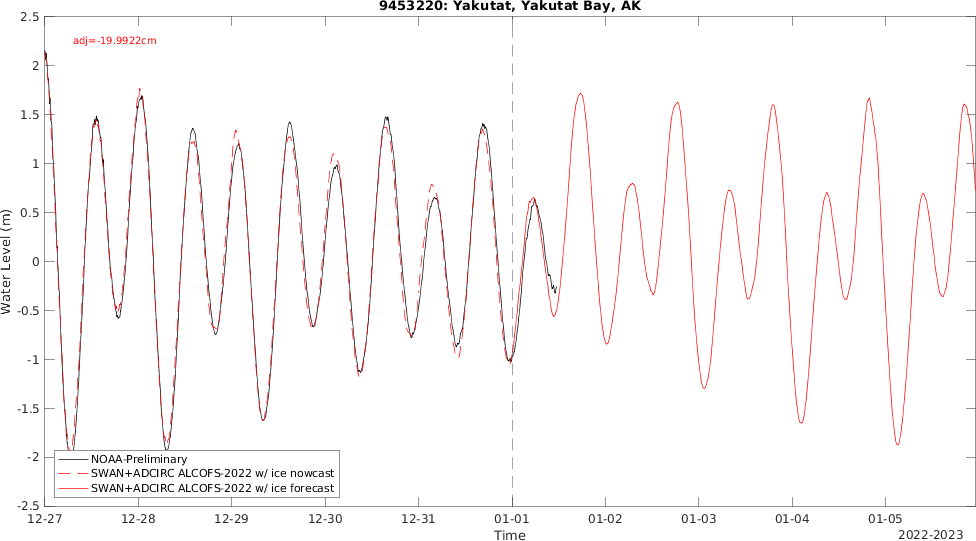 9453220: Yakutat, Yakutat Bay, AK
adj=-19.9922cm
2.5
2
1.5
1
0.5
0
-0.5
-1
-1.5
-2
-2.5
Water Level (m)
NOAA-Preliminary
SWAN+ADCIRC ALCOFS-2022 w/ ice nowcast
SWAN+ADCIRC ALCOFS-2022 w/ ice forecast
12-27 12-28 12-29 12-30 12-31 01-01 01-02 01-03 01-04 01-05
Time
2022-2023